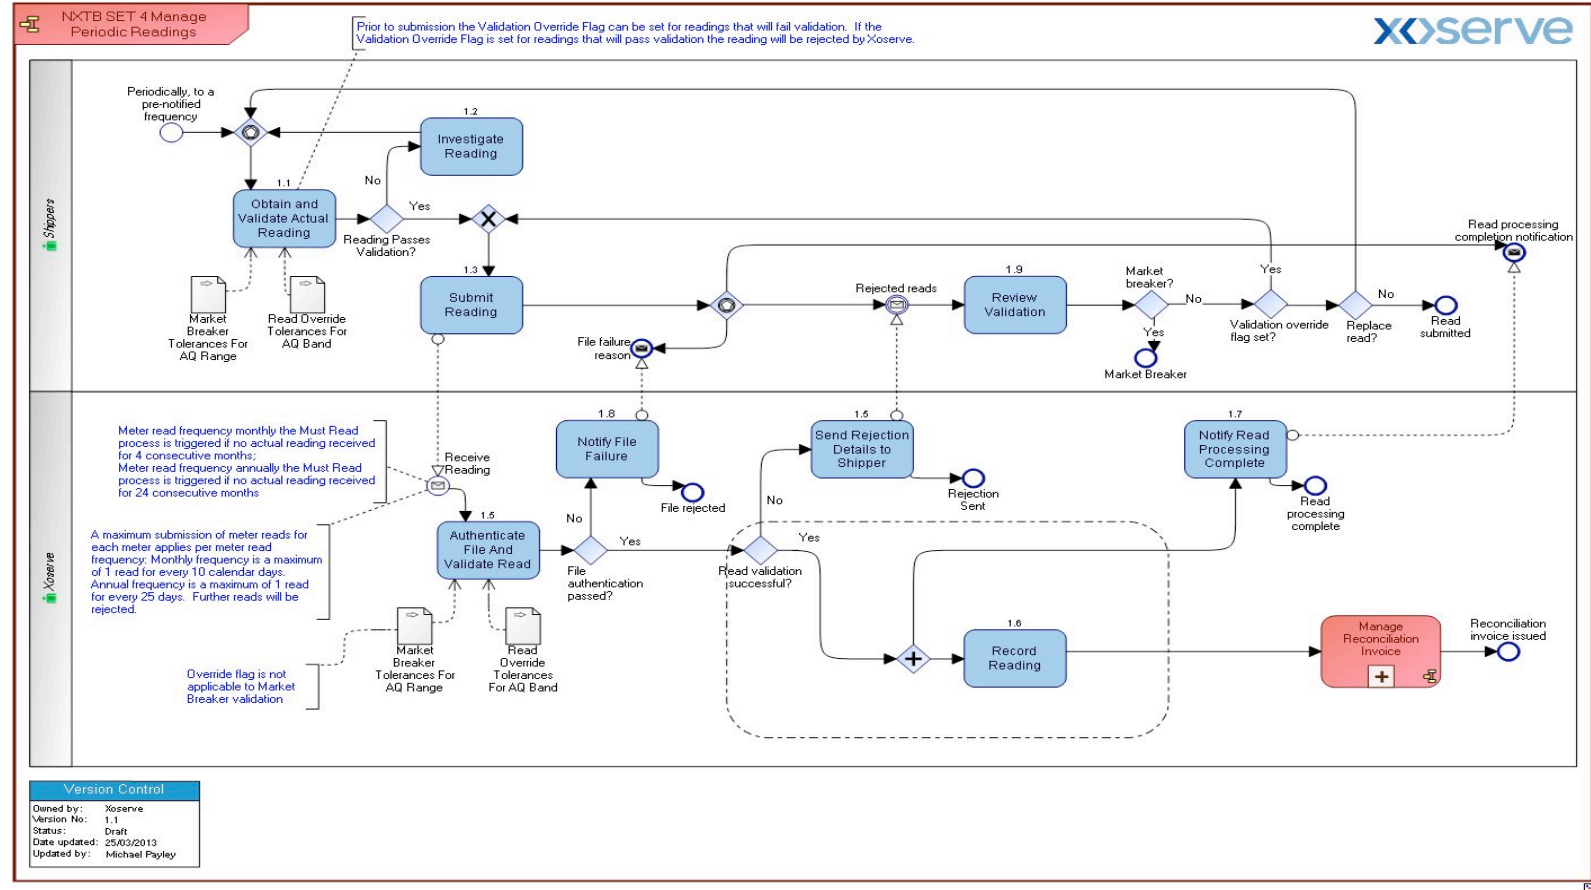 NXTB SET 4 Manage
Periodic Readings
Prior to submission the Validation Override Flag can be set for readings that will fail validation. If the
Validation Override Flag is set for readings that will pass validation the reading will be rejected by Xoserve.
xoserve
Shippers
Periodically, to a
pre-notified
frequency
1.2
Investigate
Reading
No
1.1
Obtain and
Validate Actual
Reading
Yes
Reading Passes
Validation?
Market
Breaker
Tolerances For
AQ Range
Read Override
Tolerances For
AQ Band
1.3
Submit
Reading
File failure
reason
Rejected reads
1.9
Review
Validation
Market
breaker?
No
Yes
Market Breaker
Yes
Validation override
flag set?
Replace
read?
No
Read
submitted
Read processing
completion notification
Xoserve
Meter read frequency monthly the Must Read
process is triggered if no actual reading received
for 4 consecutive months;
Meter read frequency annually the Must Read
process is triggered if no actual reading received
for 24 consecutive months
A maximum submission of meter reads for
each meter applies per meter read
frequency: Monthly frequency is a maximum
of 1 read for every 10 calendar days.
Annual frequency is a maximum of 1 read
for every 25 days. Further reads will be
rejected.
Override flag is not
applicable to Market
Breaker validation
Receive
Reading
1.5
Authenticate
File And
Validate Read
Market
Breaker
Tolerances For
AQ Range
Read
Override
Tolerances
For AQ Band
No
Yes
File
authentication
passed?
1.8
Notify File
Failure
File rejected
Read validation
successful?
No
Yes
1.5
Send Rejection
Details to
Shipper
Rejection
Sent
1.6
Record
Reading
1.7
Notify Read
Processing
Complete
Read
processing
complete
Manage
Reconciliation
Invoice
Reconciliation
invoice issued
Version Control
Owned by: Xoserve
Version No: 1.1
Status: Draft
Date updated: 25/03/2013
Updated by: Michael Payley